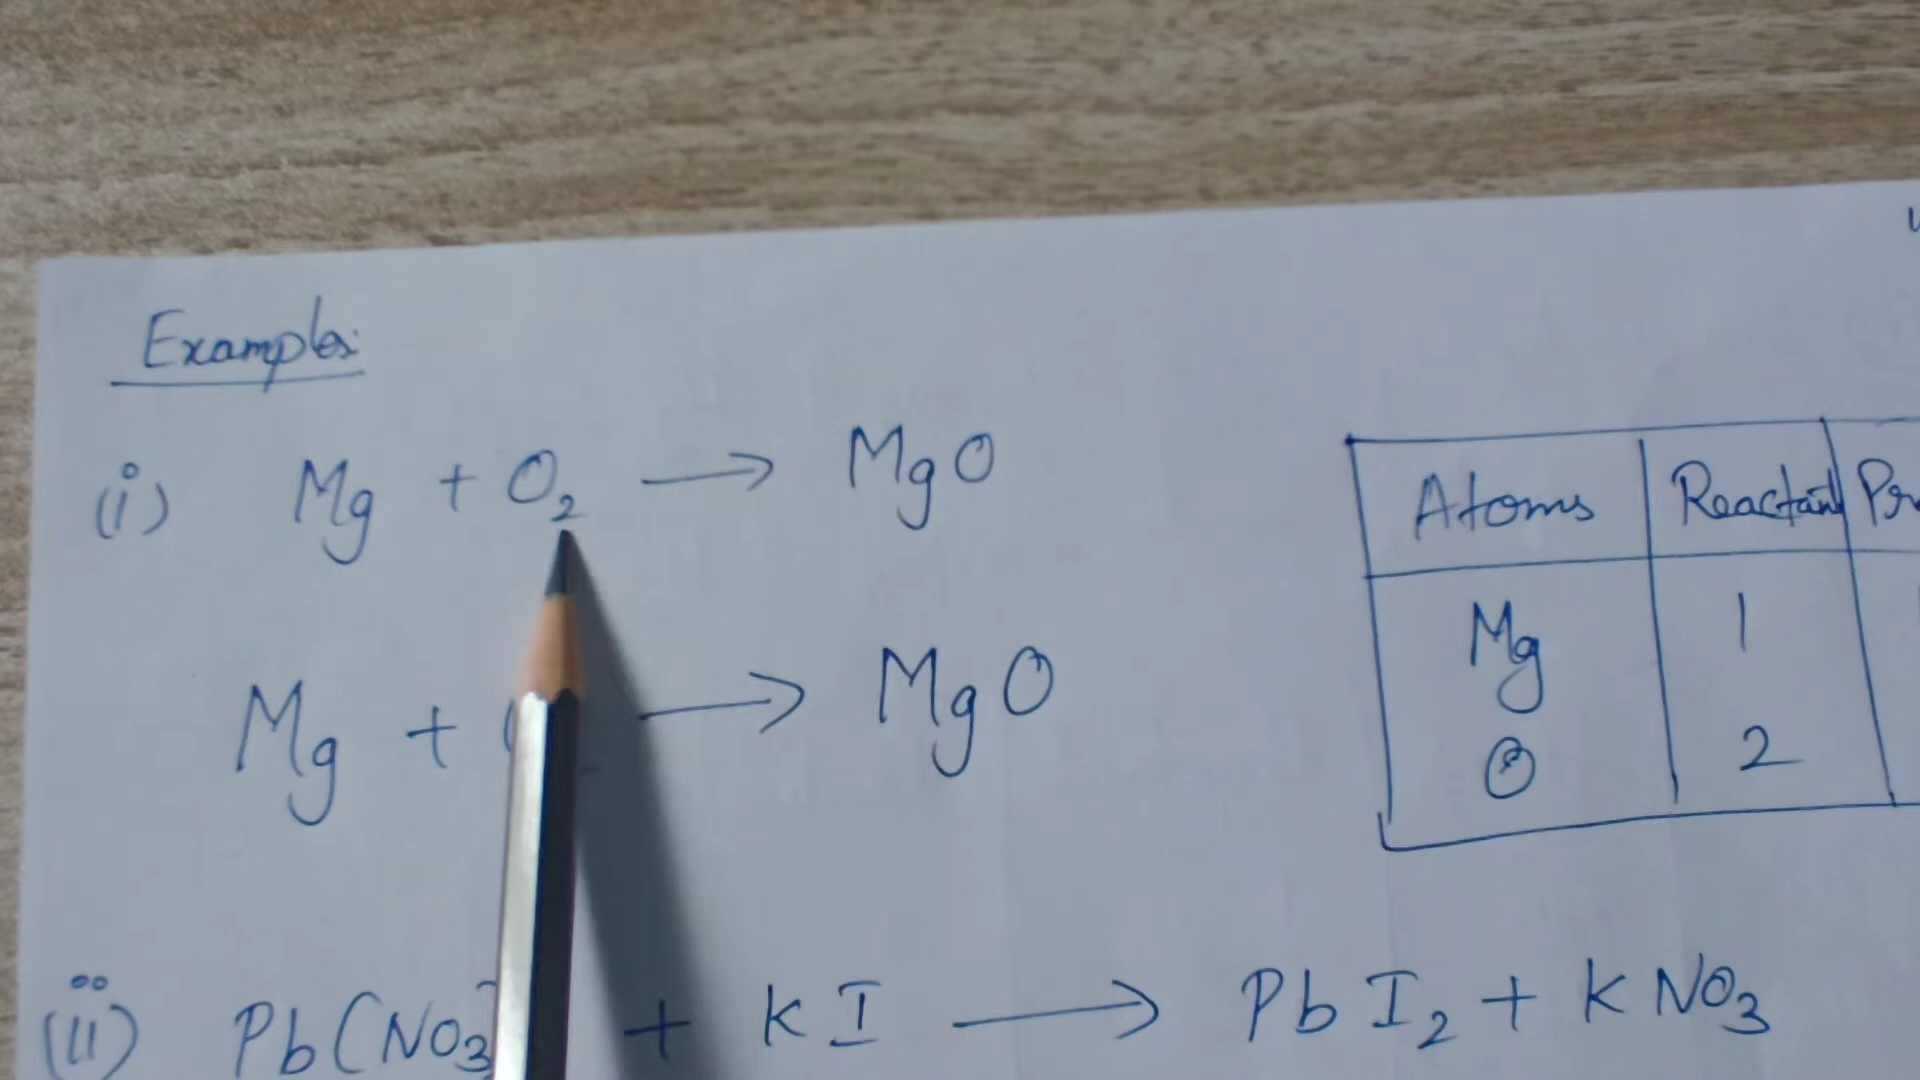 Examples
(i) Mg + O₂ → MgO
Atoms Reactant
Mg + → MgO
Mg 1
O 2
(ii) Pb(NO₃ + KI → PbI₂ + KNO₃